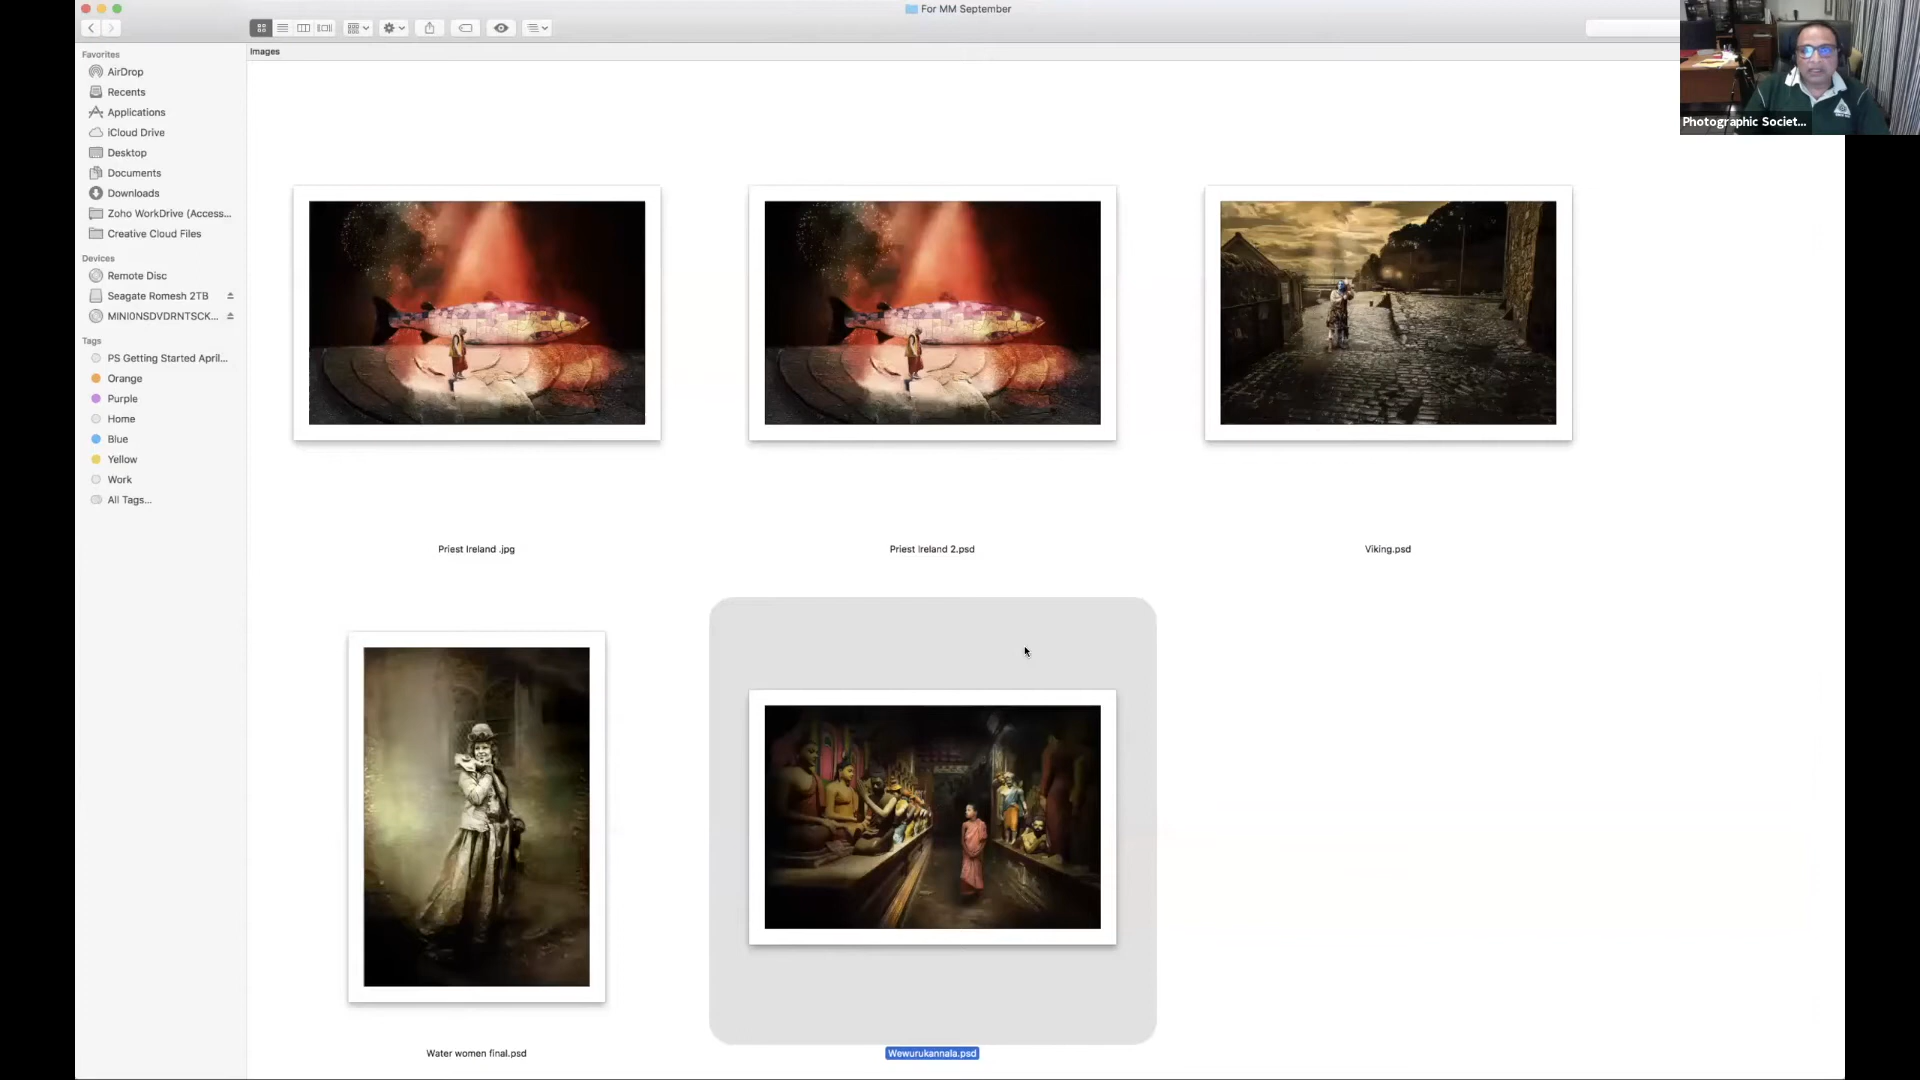 For MM September
Images
Favorites
AirDrop
Recents
Applications
iCloud Drive
Desktop
Documents
Downloads
Zoho WorkDrive (Access...
Creative Cloud Files
Devices
Remote Disc
Seagate Romesh 2TB
MINI0NSDVDRNTSCK...
Tags
PS Getting Started April...
Orange
Purple
Home
Blue
Yellow
Work
All Tags...
Priest Ireland .jpg
Priest Ireland 2.psd
Viking.psd
Water women final.psd
Wewurukannala.psd
Photographic Societ...